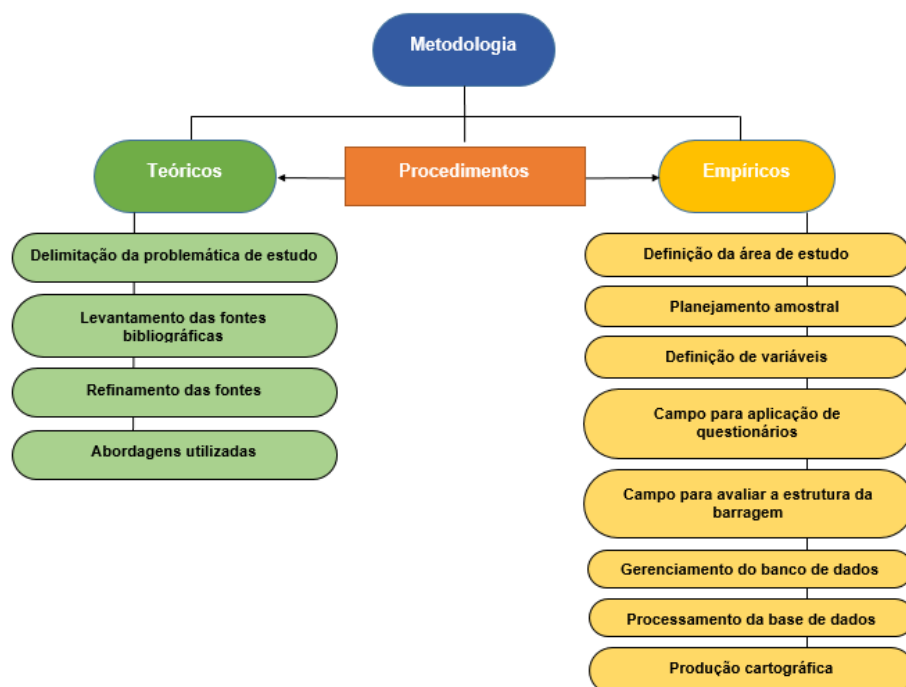 Metodologia
Teóricos
Procedimentos
Empíricos
Delimitação da problemática de estudo
Levantamento das fontes
bibliográficas
Refinamento das fontes
Abordagens utilizadas
Definição da área de estudo
Planejamento amostral
Definição de variáveis
Campo para aplicação de
questionários
Campo para avaliar a estrutura da
barragem
Gerenciamento do banco de dados
Processamento da base de dados
Produção cartográfica